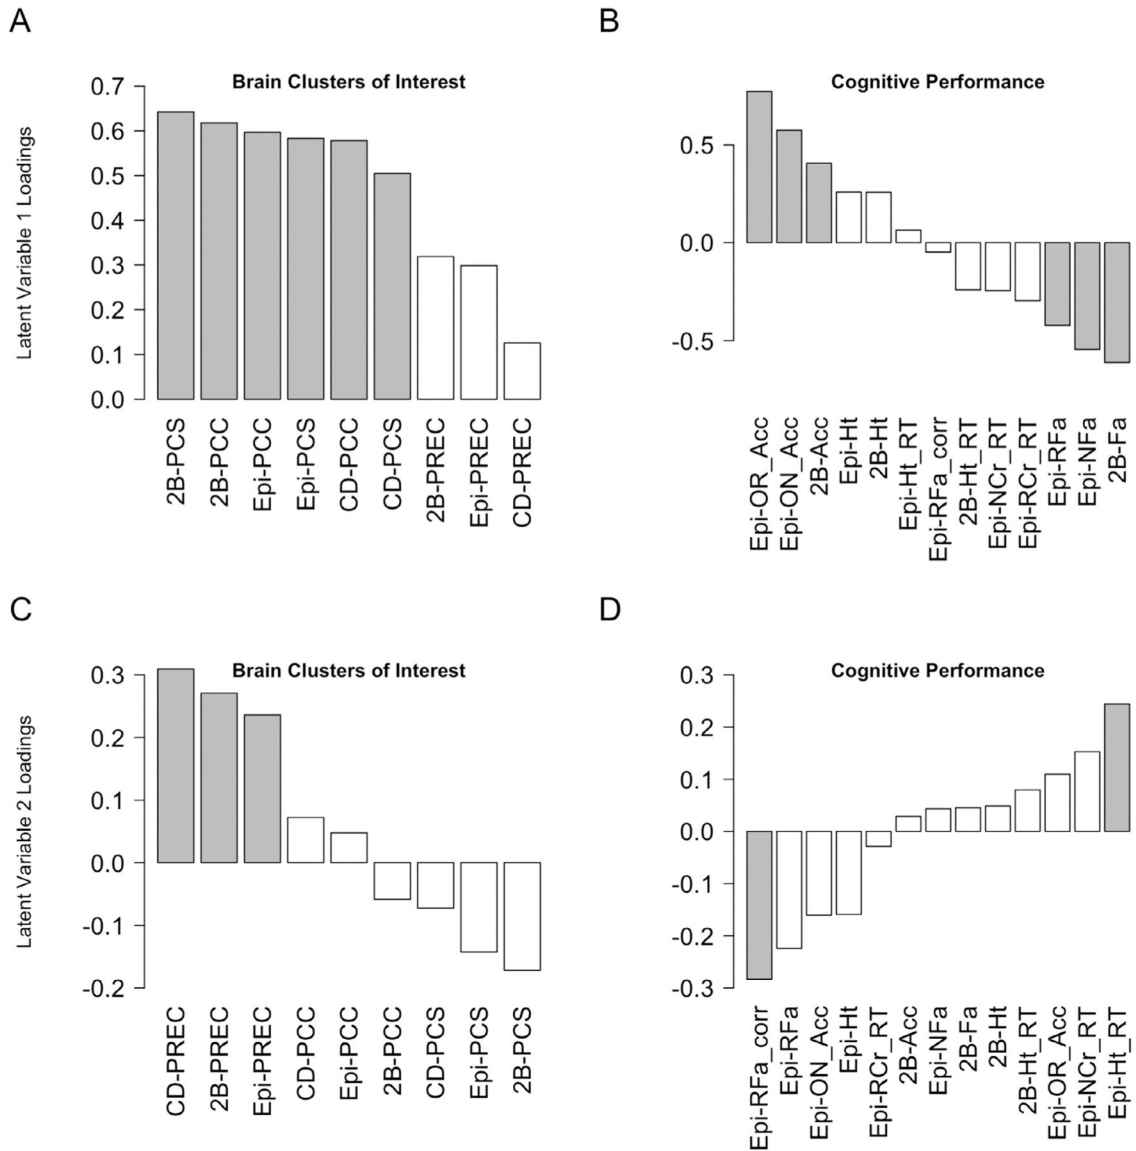 A
Brain Clusters of Interest
Latent Variable 1 Loadings
0.7
0.6
0.5
0.4
0.3
0.2
0.1
0.0
2B-PCS
2B-PCC
Epi-PCC
Epi-PCS
CD-PCC
CD-PCS
2B-PREC
Epi-PREC
CD-PREC
B
Cognitive Performance
0.5
0.0
-0.5
Epi-OR_Acc
Epi-ON_Acc
2B-Acc
Epi-Ht
2B-Ht
Epi-Ht_RT
Epi-RFa_corr
2B-Ht_RT
Epi-NCr_RT
Epi-RCr_RT
Epi-RFa
Epi-NFa
2B-Fa
C
Brain Clusters of Interest
Latent Variable 2 Loadings
0.3
0.2
0.1
0.0
-0.1
-0.2
CD-PREC
2B-PREC
Epi-PREC
CD-PCC
Epi-PCC
2B-PCC
CD-PCS
Epi-PCS
2B-PCS
D
Cognitive Performance
0.3
0.2
0.1
0.0
-0.1
-0.2
-0.3
Epi-RFa_corr
Epi-RFa
Epi-ON_Acc
Epi-Ht
Epi-RCr_RT
2B-Acc
Epi-NFa
2B-Fa
2B-Ht
2B-Ht_RT
Epi-OR_Acc
Epi-NCr_RT
Epi-Ht_RT